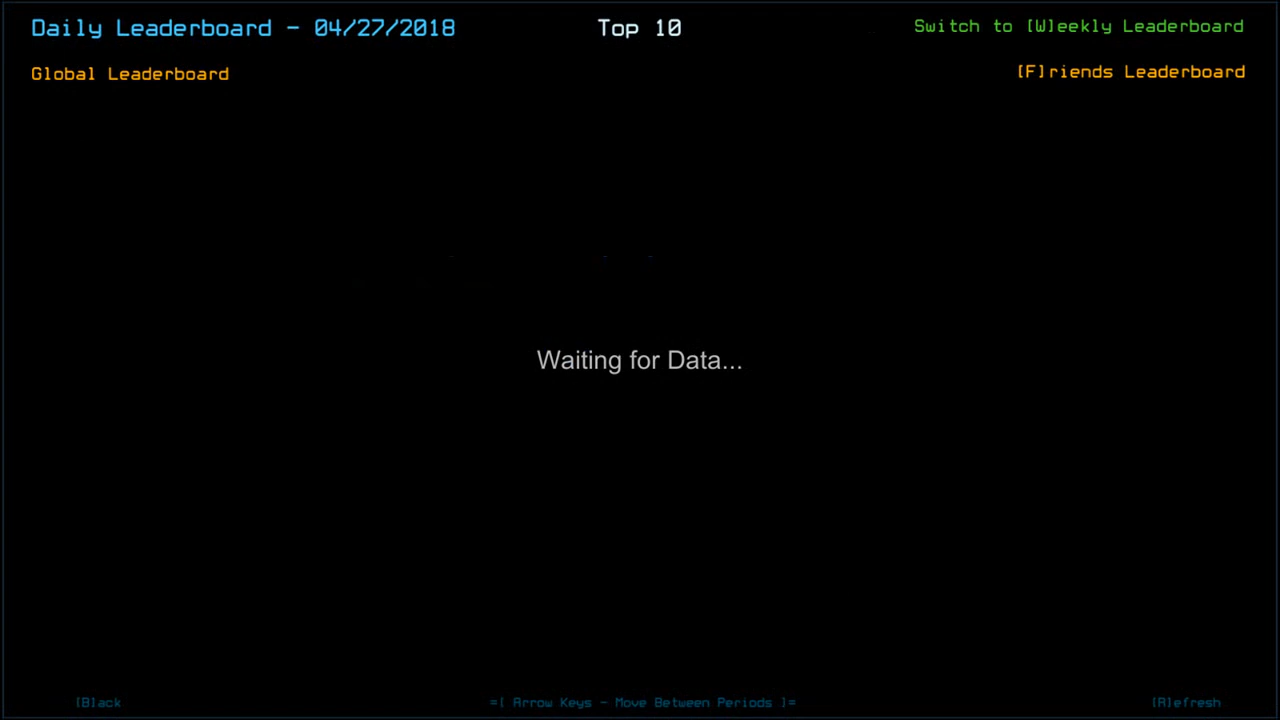 Daily Leaderboard - 04/27/2018
Top 10
Switch to [W]eekly Leaderboard
Global Leaderboard
[F]riends Leaderboard
Waiting for Data...
[B]ack
=[ Arrow Keys - Move Between Periods ]=
[R]efresh